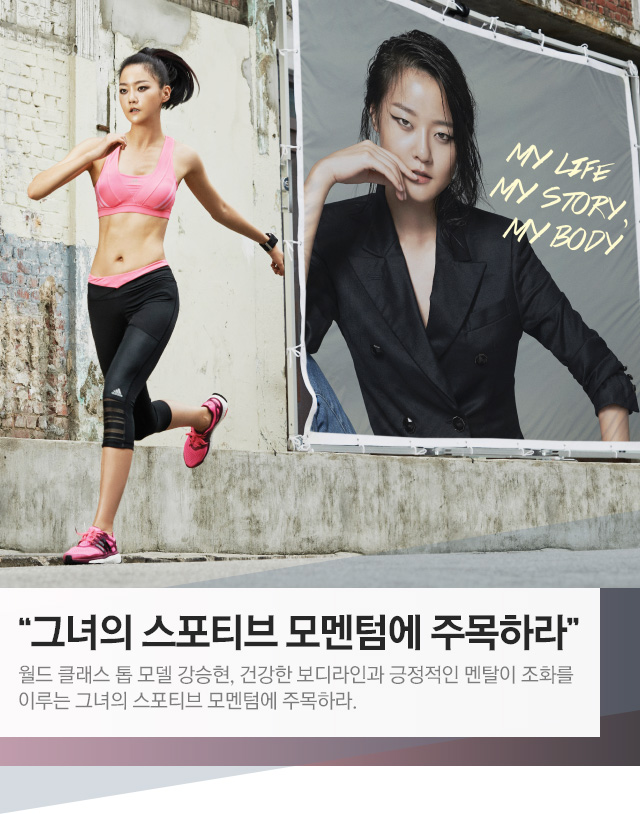 MY LIFE
MY STORY,
MY BODY
“그녀의 스포티브 모멘텀에 주목하라”
월드 클래스 톱 모델 강승현, 건강한 보디라인과 긍정적인 멘탈이 조화를
이루는 그녀의 스포티브 모멘텀에 주목하라.